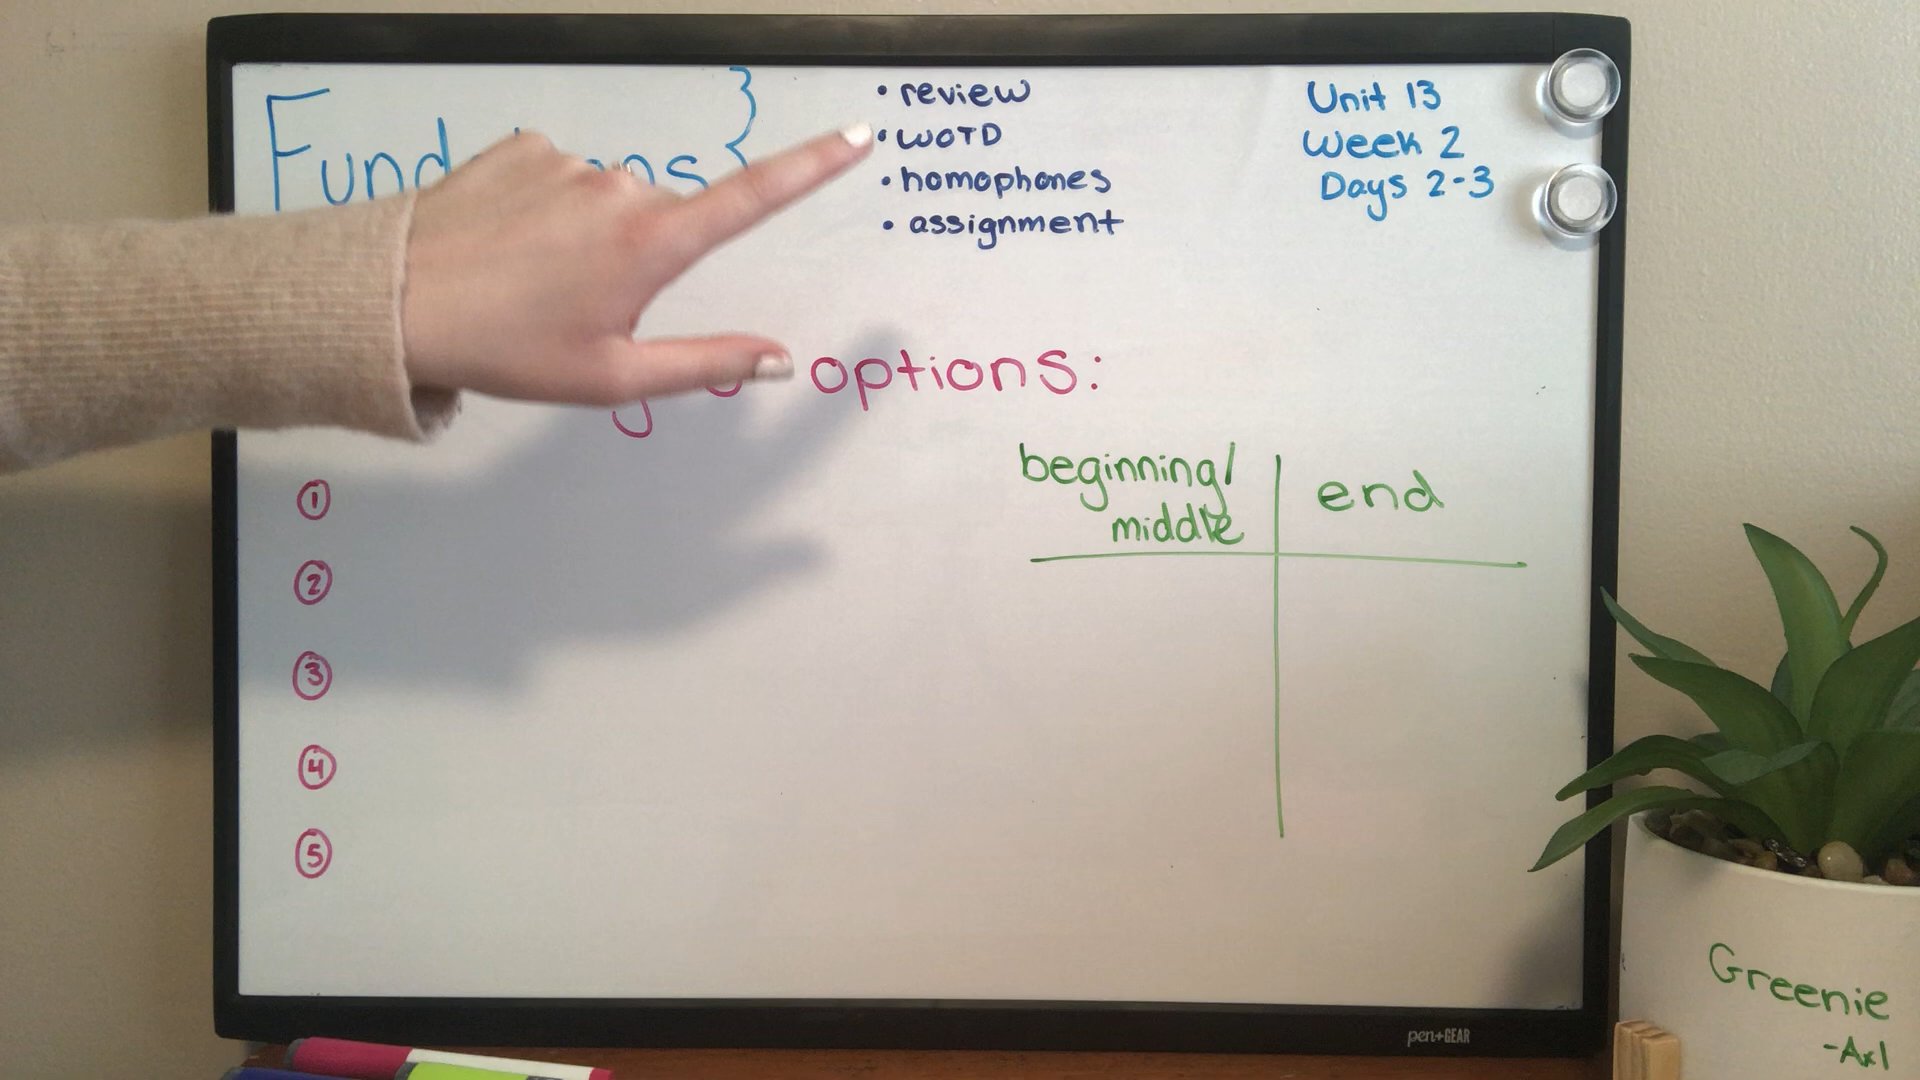 • review
• WOTD
• homophones
• assignment
Unit 13
Week 2
Days 2-3
options:
beginning/
middle
end
1
2
3
4
5
pen+GEAR
Greenie
-Axl